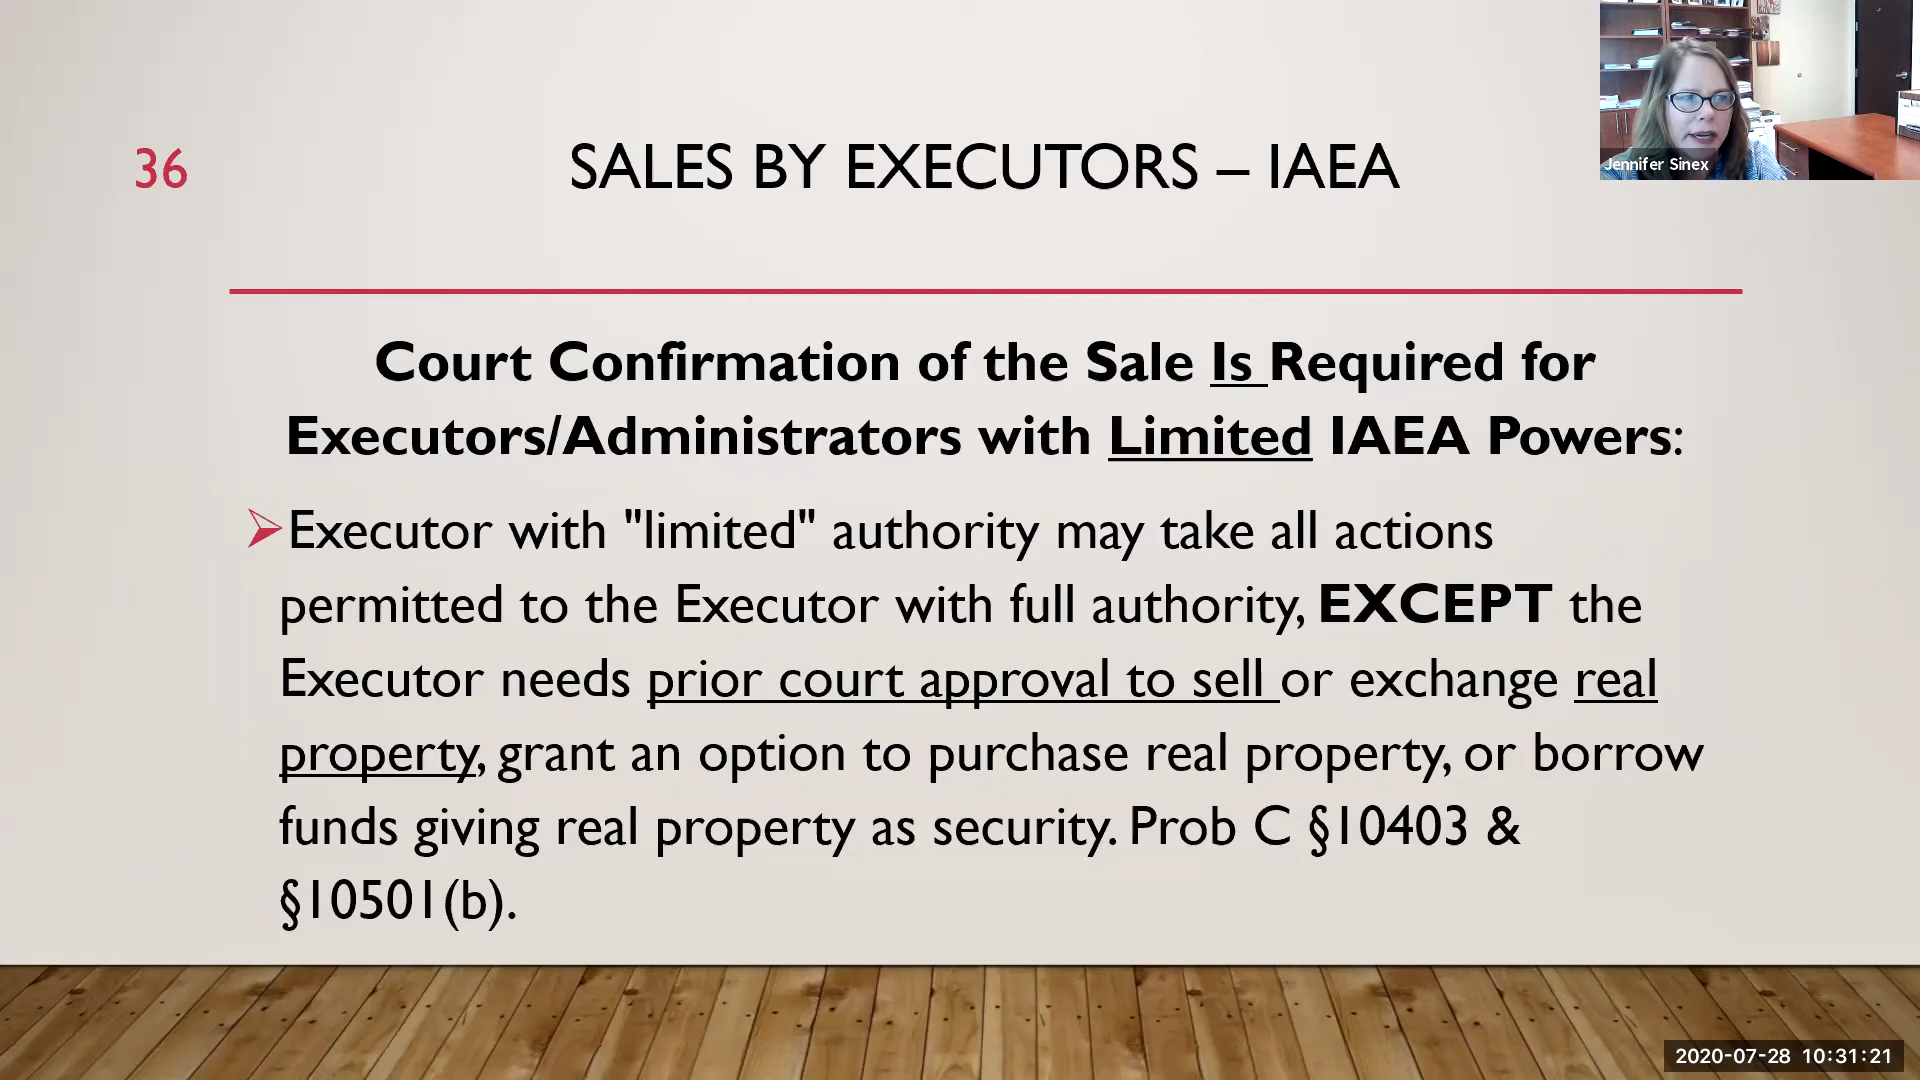 36
SALES BY EXECUTORS – IAEA
Jennifer Sinex
Court Confirmation of the Sale Is Required for
Executors/Administrators with Limited IAEA Powers:
Executor with "limited" authority may take all actions
permitted to the Executor with full authority, EXCEPT the
Executor needs prior court approval to sell or exchange real
property, grant an option to purchase real property, or borrow
funds giving real property as security. Prob C §10403 &
§10501(b).
2020-07-28 10:31:21